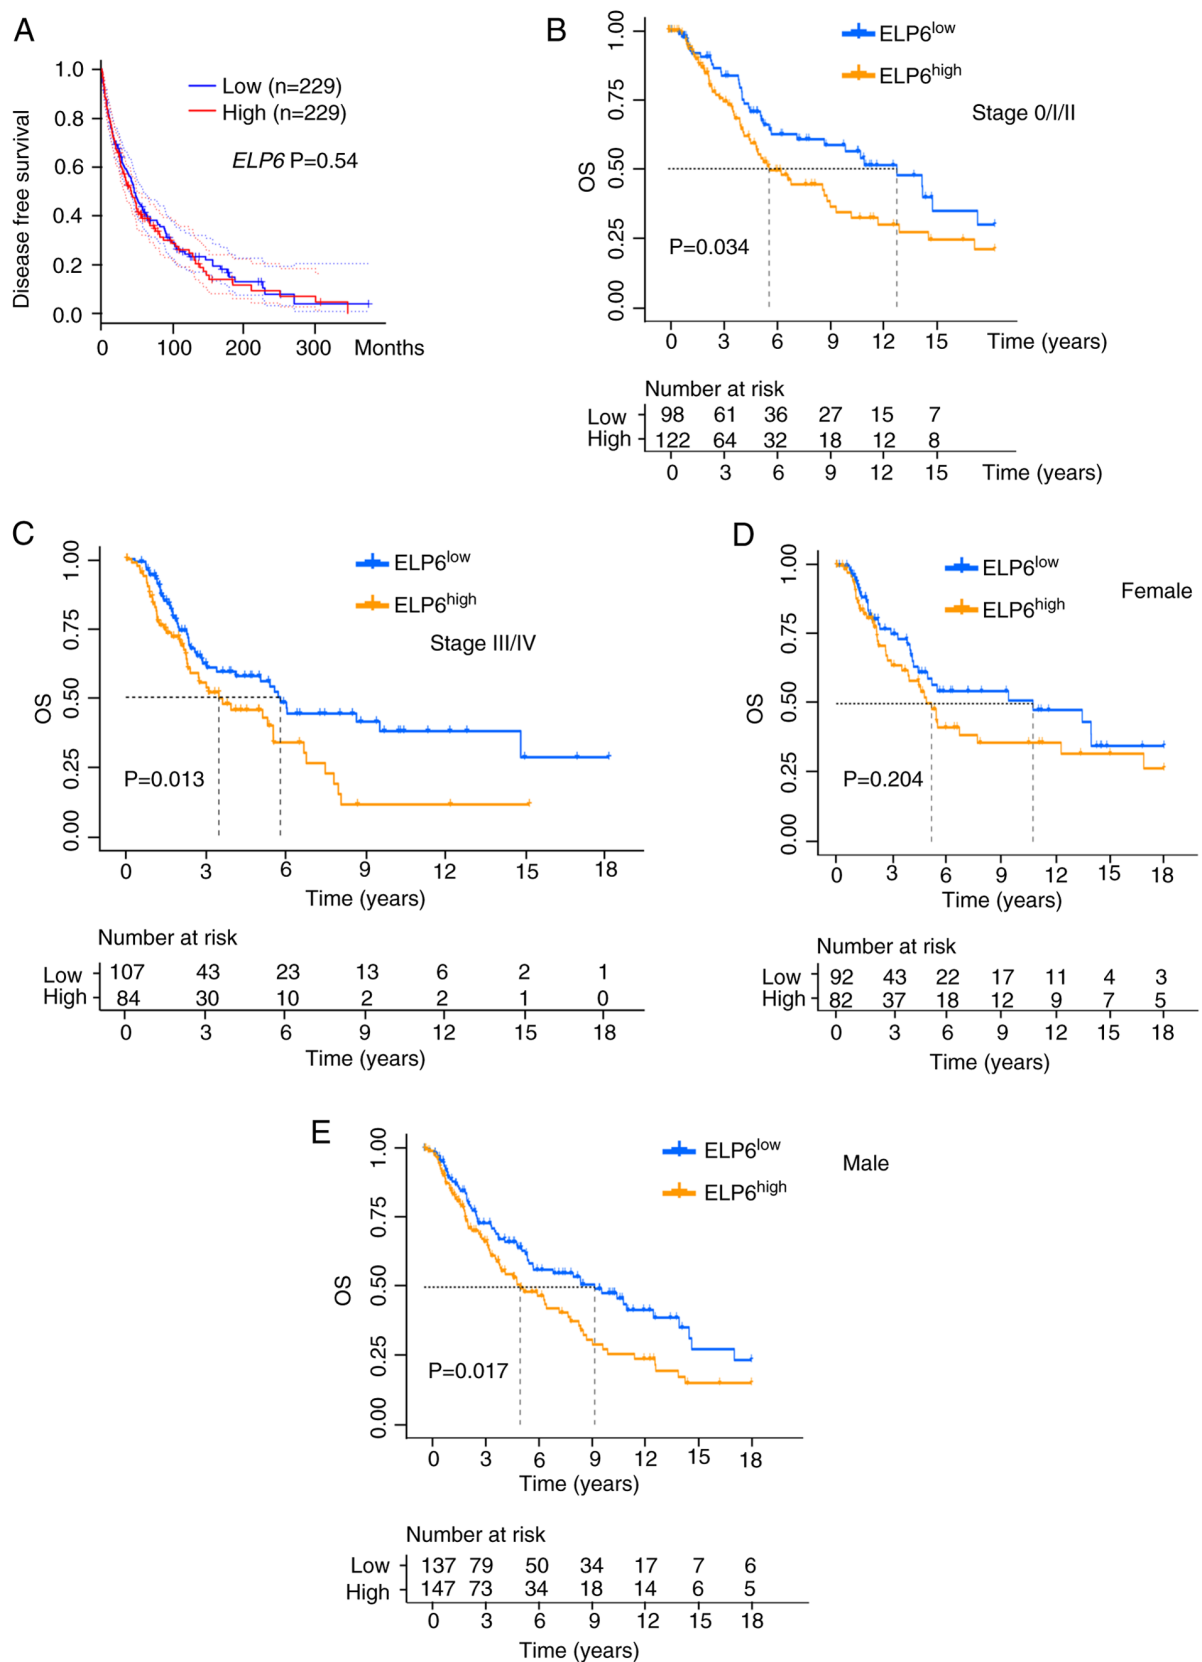 A
1.0
0.8
0.6
0.4
0.2
0.0
Disease free survival
Low (n=229)
High (n=229)
ELP6 P=0.54
0 100 200 300 Months
B
1.00
0.75
0.50
0.25
0.00
OS
ELP6low
ELP6high
Stage 0/I/II
P=0.034
0 3 6 9 12 15 Time (years)
Number at risk
Low 98 61 36 27 15 7
High 122 64 32 18 12 8
0 3 6 9 12 15 Time (years)
C
1.00
0.75
0.50
0.25
0.00
OS
ELP6low
ELP6high
Stage III/IV
P=0.013
0 3 6 9 12 15 18
Time (years)
Number at risk
Low 107 43 23 13 6 2 1
High 84 30 10 2 2 1 0
0 3 6 9 12 15 18
Time (years)
D
1.00
0.75
0.50
0.25
0.00
OS
ELP6low
ELP6high
Female
P=0.204
0 3 6 9 12 15 18
Time (years)
Number at risk
Low 92 43 22 17 11 4 3
High 82 37 18 12 9 7 5
0 3 6 9 12 15 18
Time (years)
E
1.00
0.75
0.50
0.25
0.00
OS
ELP6low
ELP6high
Male
P=0.017
0 3 6 9 12 15 18
Time (years)
Number at risk
Low 137 79 50 34 17 7 6
High 147 73 34 18 14 6 5
0 3 6 9 12 15 18
Time (years)